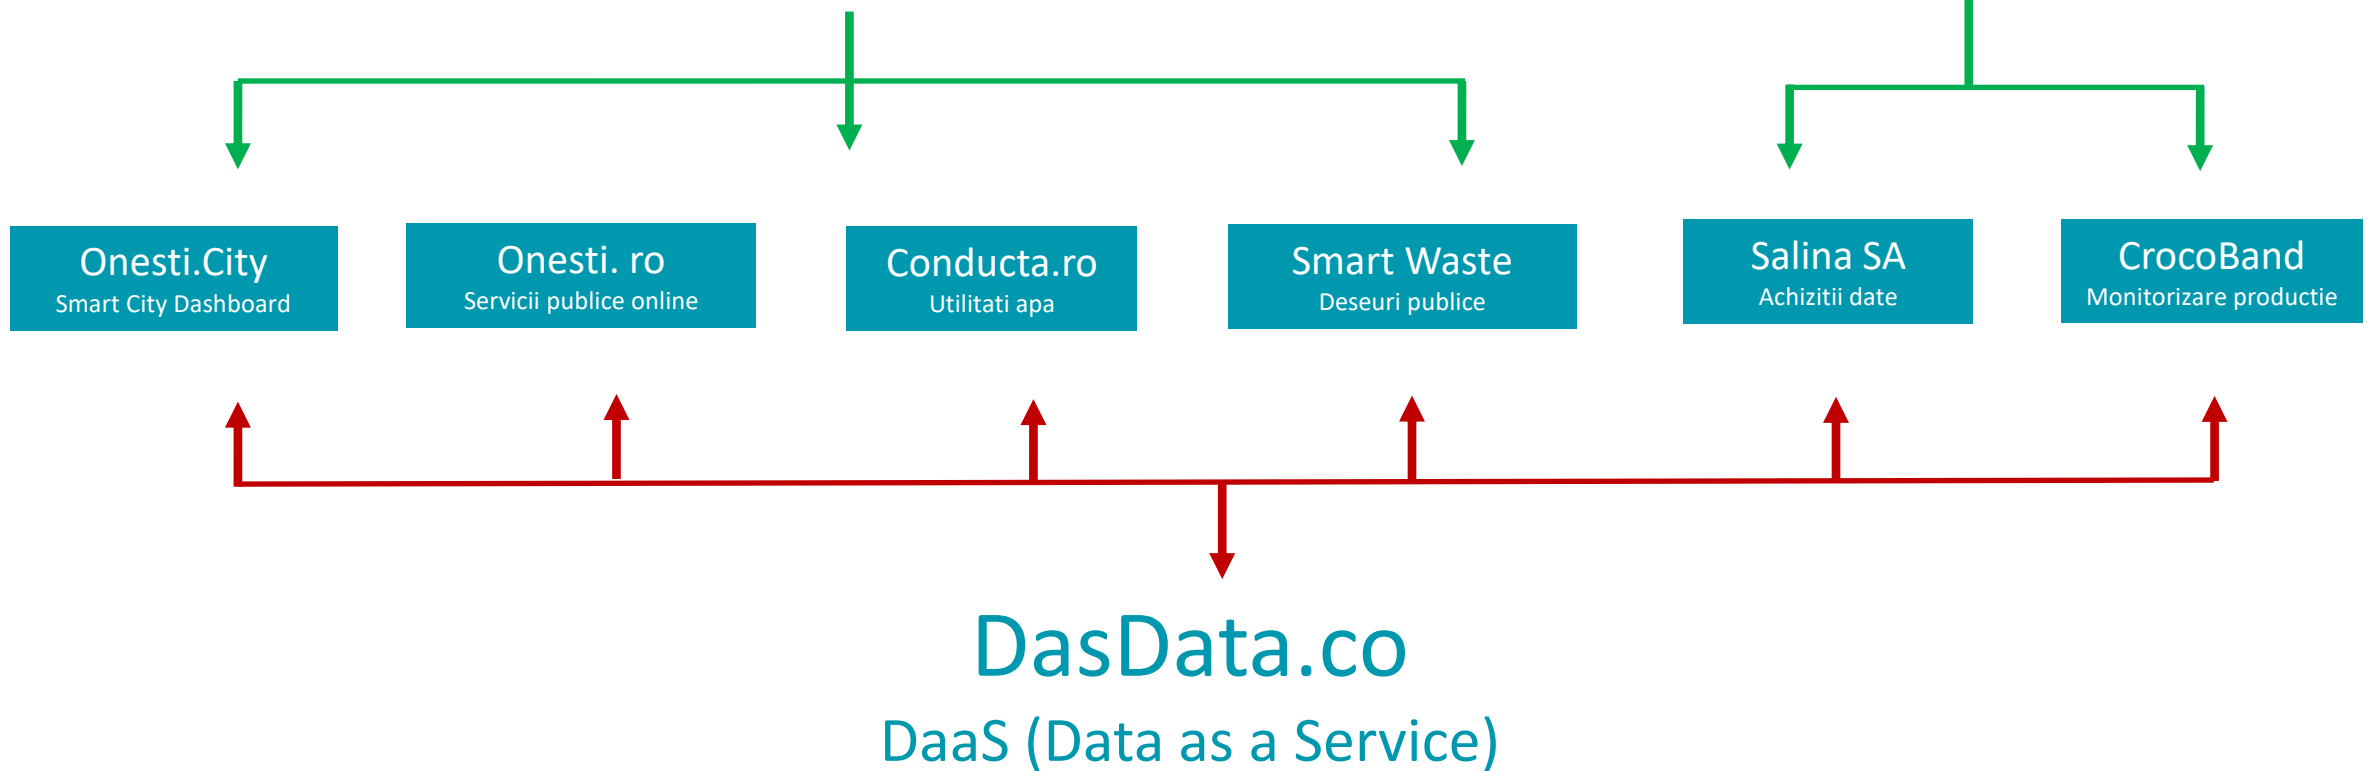 Onesti.City
Smart City Dashboard
Onesti. ro
Servicii publice online
Conducta.ro
Utilitati apa
Smart Waste
Deseuri publice
Salina SA
Achizitii date
CrocoBand
Monitorizare productie
DasData.co
DaaS (Data as a Service)